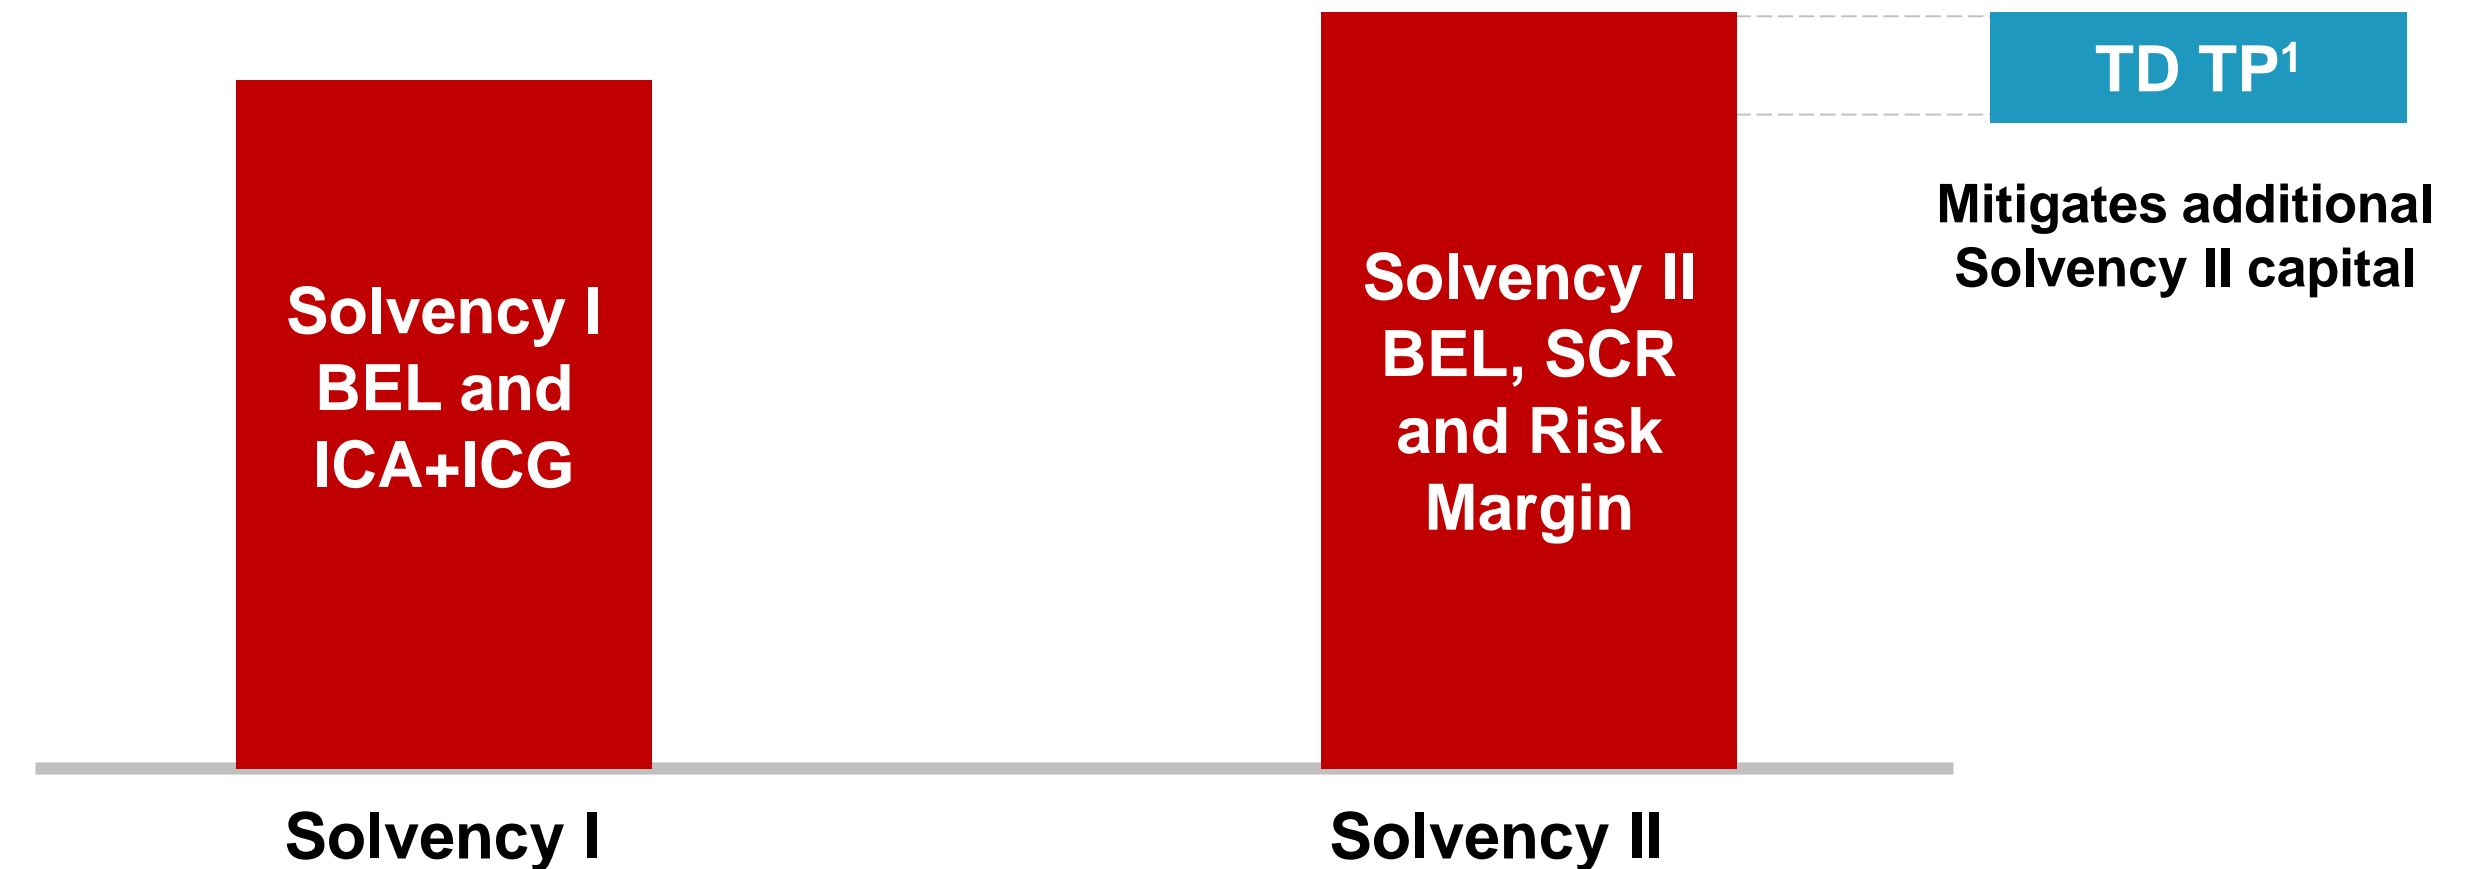 Solvency I
BEL and
ICA+ICG
Solvency II
BEL, SCR
and Risk
Margin
TD TP¹
Mitigates additional
Solvency II capital
Solvency I
Solvency II